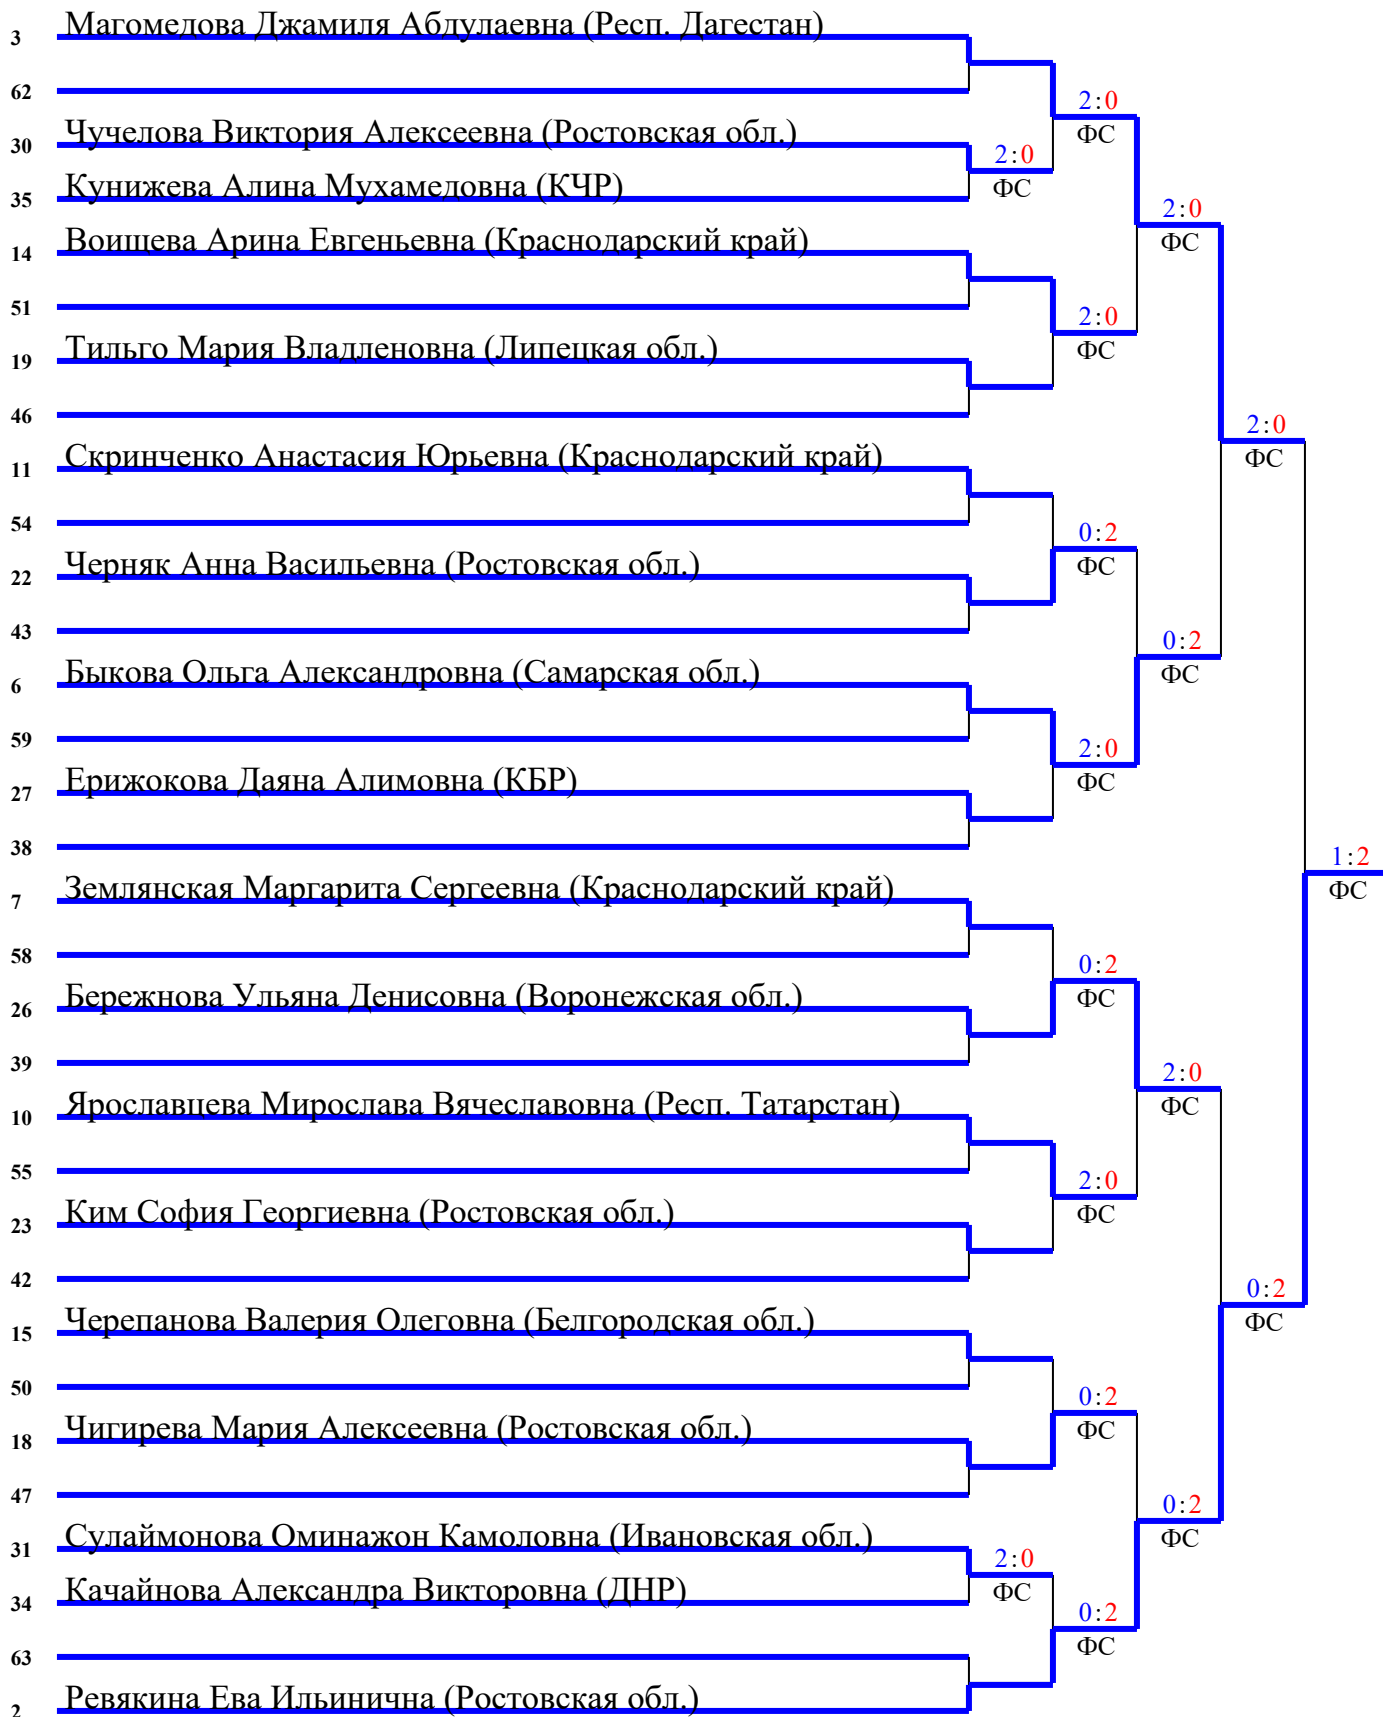 3 Магомедова Джамиля Абдулаевна (Респ. Дагестан)
62
2:0
ФС
30 Чучелова Виктория Алексеевна (Ростовская обл.)
2:0
ФС
35 Кунижева Алина Мухамедовна (КЧР)
2:0
ФС
14 Воищева Арина Евгеньевна (Краснодарский край)
51
2:0
ФС
19 Тильго Мария Владленовна (Липецкая обл.)
46
2:0
ФС
11 Скринченко Анастасия Юрьевна (Краснодарский край)
54
0:2
ФС
22 Черняк Анна Васильевна (Ростовская обл.)
43
0:2
ФС
6 Быкова Ольга Александровна (Самарская обл.)
59
2:0
ФС
27 Ерижокова Даяна Алимовна (КБР)
38
1:2
ФС
7 Землянская Маргарита Сергеевна (Краснодарский край)
58
0:2
ФС
26 Бережнова Ульяна Денисовна (Воронежская обл.)
39
2:0
ФС
10 Ярославцева Мирослава Вячеславовна (Респ. Татарстан)
55
2:0
ФС
23 Ким София Георгиевна (Ростовская обл.)
42
0:2
ФС
15 Черепанова Валерия Олеговна (Белгородская обл.)
50
0:2
ФС
18 Чигирева Мария Алексеевна (Ростовская обл.)
47
0:2
ФС
31 Сулаймонова Оминажон Камоловна (Ивановская обл.)
2:0
ФС
34 Качайнова Александра Викторовна (ДНР)
0:2
ФС
63
2 Ревякина Ева Ильинична (Ростовская обл.)